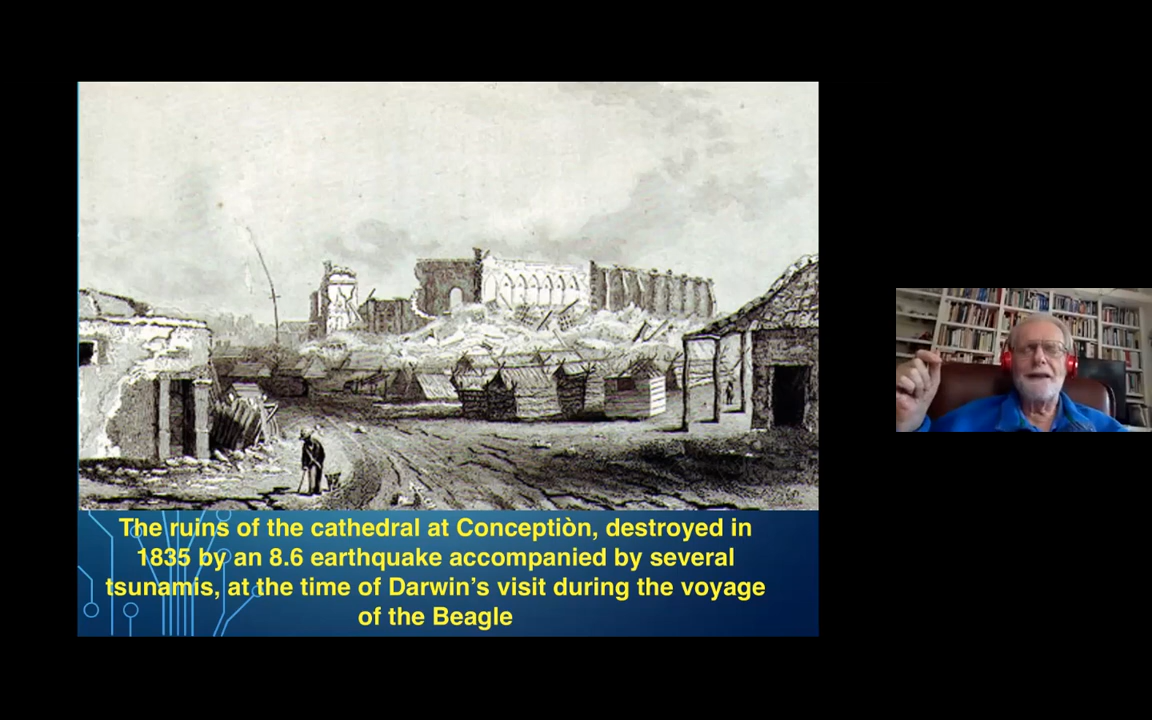 The ruins of the cathedral at Conceptiòn, destroyed in
1835 by an 8.6 earthquake accompanied by several
tsunamis, at the time of Darwin’s visit during the voyage
of the Beagle